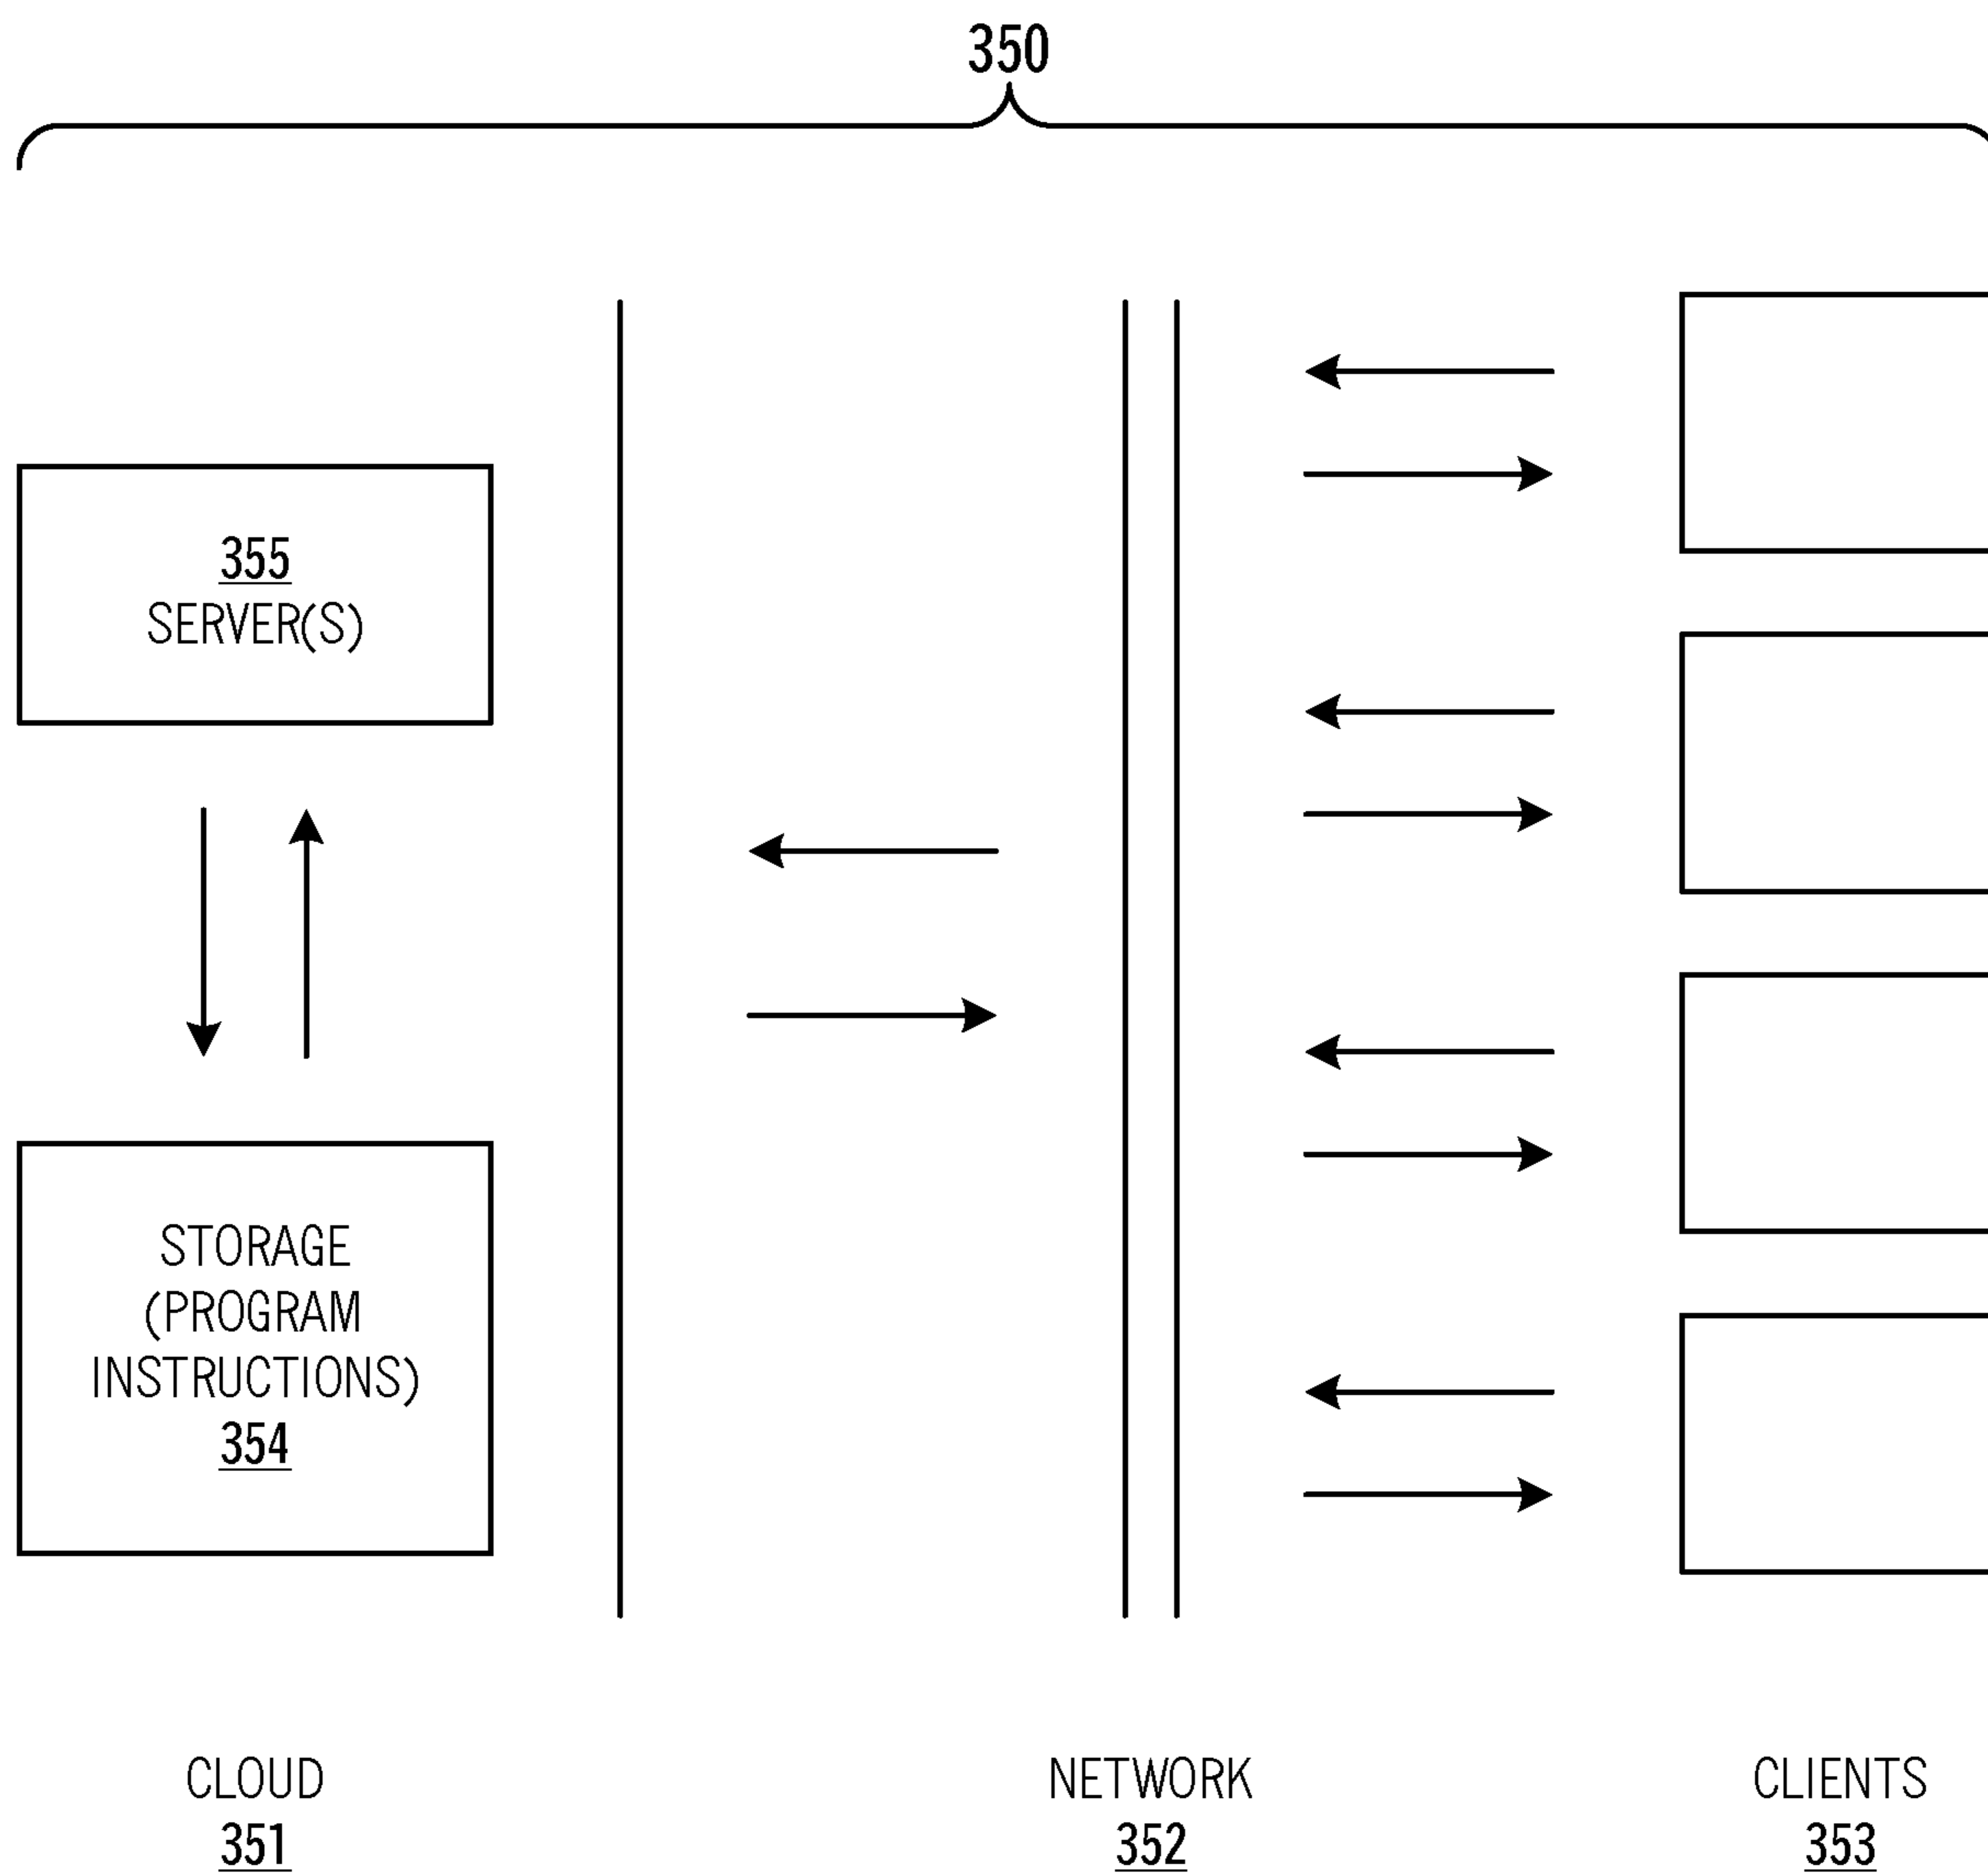 350
355
SERVER(S)
STORAGE
(PROGRAM
INSTRUCTIONS)
354
CLOUD
351
NETWORK
352
CLIENTS
353